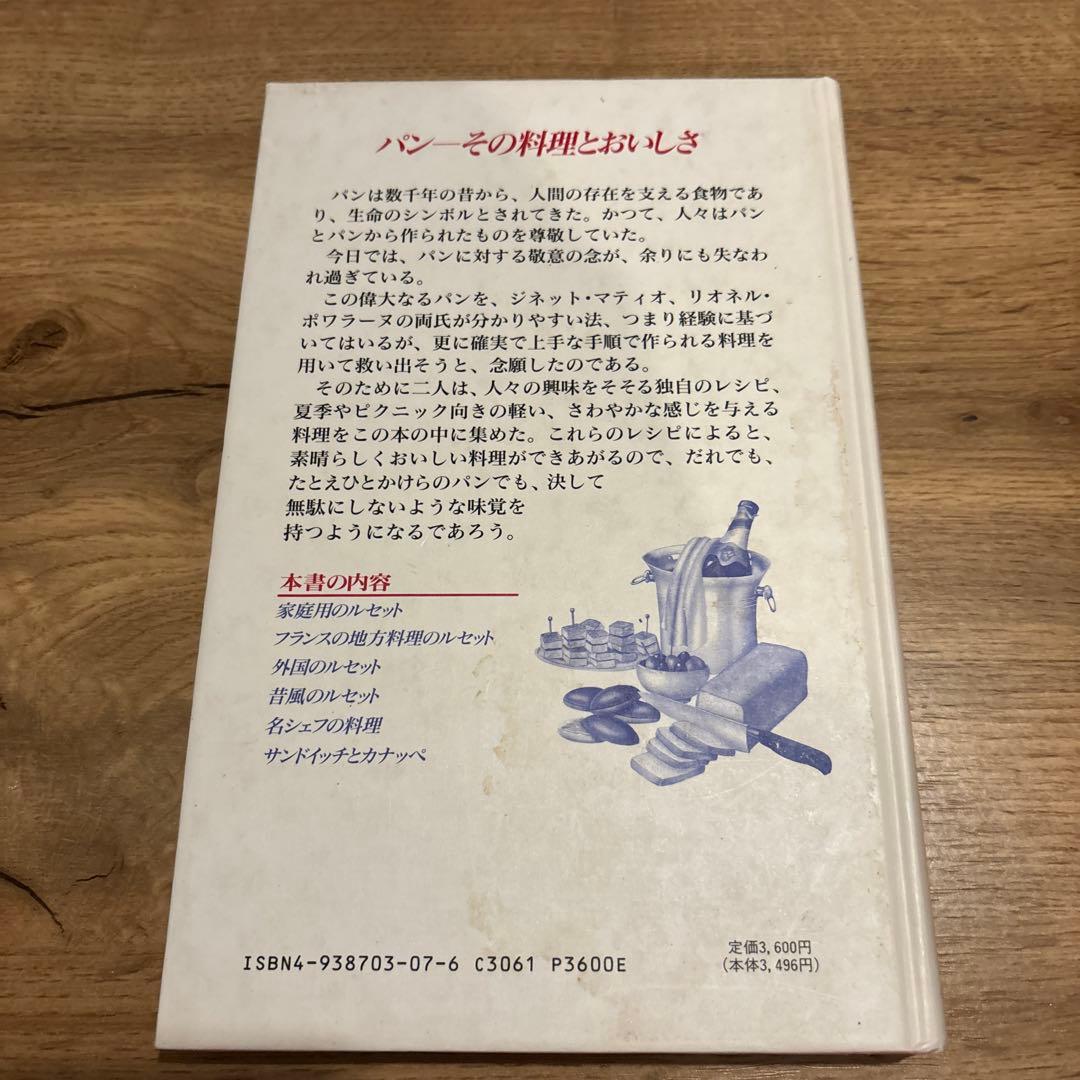 パン―その料理とおいしさ
パンは数千年の昔から、人間の存在を支える食物であ
り、生命のシンボルとされてきた。かつて、人々はパン
とパンから作られたものを尊敬していた。
今日では、パンに対する敬意の念が、余りにも失なわ
れ過ぎている。
この偉大なるパンを、ジネット・マティオ、リオネル・
ポワラーヌの両氏が分かりやすい法、つまり経験に基づ
いてはいるが、更に確実で上手な手順で作られる料理を
用いて救い出そうと、念願したのである。
そのために二人は、人々の興味をそそる独自のレシピ、
夏季やピクニック向きの軽い、さわやかな感じを与える
料理をこの本の中に集めた。これらのレシピによると、
素晴らしくおいしい料理ができあがるので、だれでも、
たとえひとかけらのパンでも、決して
無駄にしないような味覚を
持つようになるであろう。
本書の内容
家庭用のルセット
フランスの地方料理のルセット
外国のルセット
昔風のルセット
名シェフの料理
サンドイッチとカナッペ
定価3,600円
(本体3,496円)
ISBN4-938703-07-6 C3061 P3600E